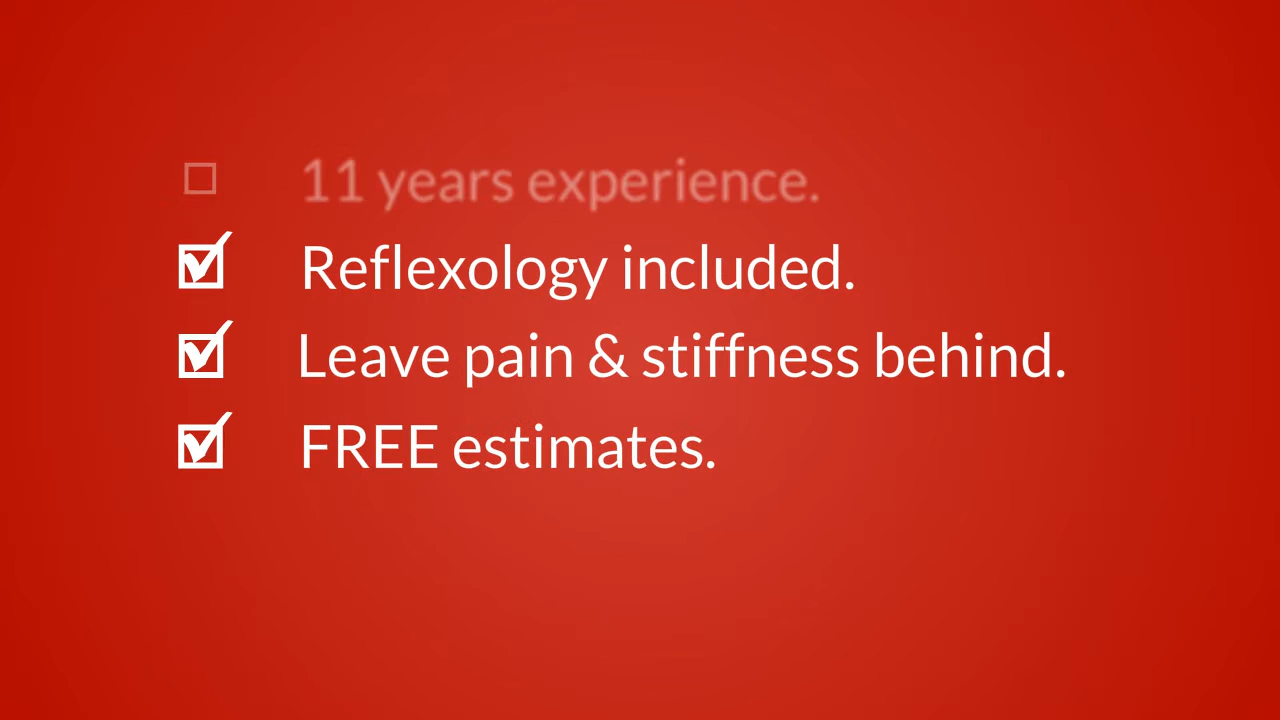 11 years experience.
Reflexology included.
Leave pain & stiffness behind.
FREE estimates.